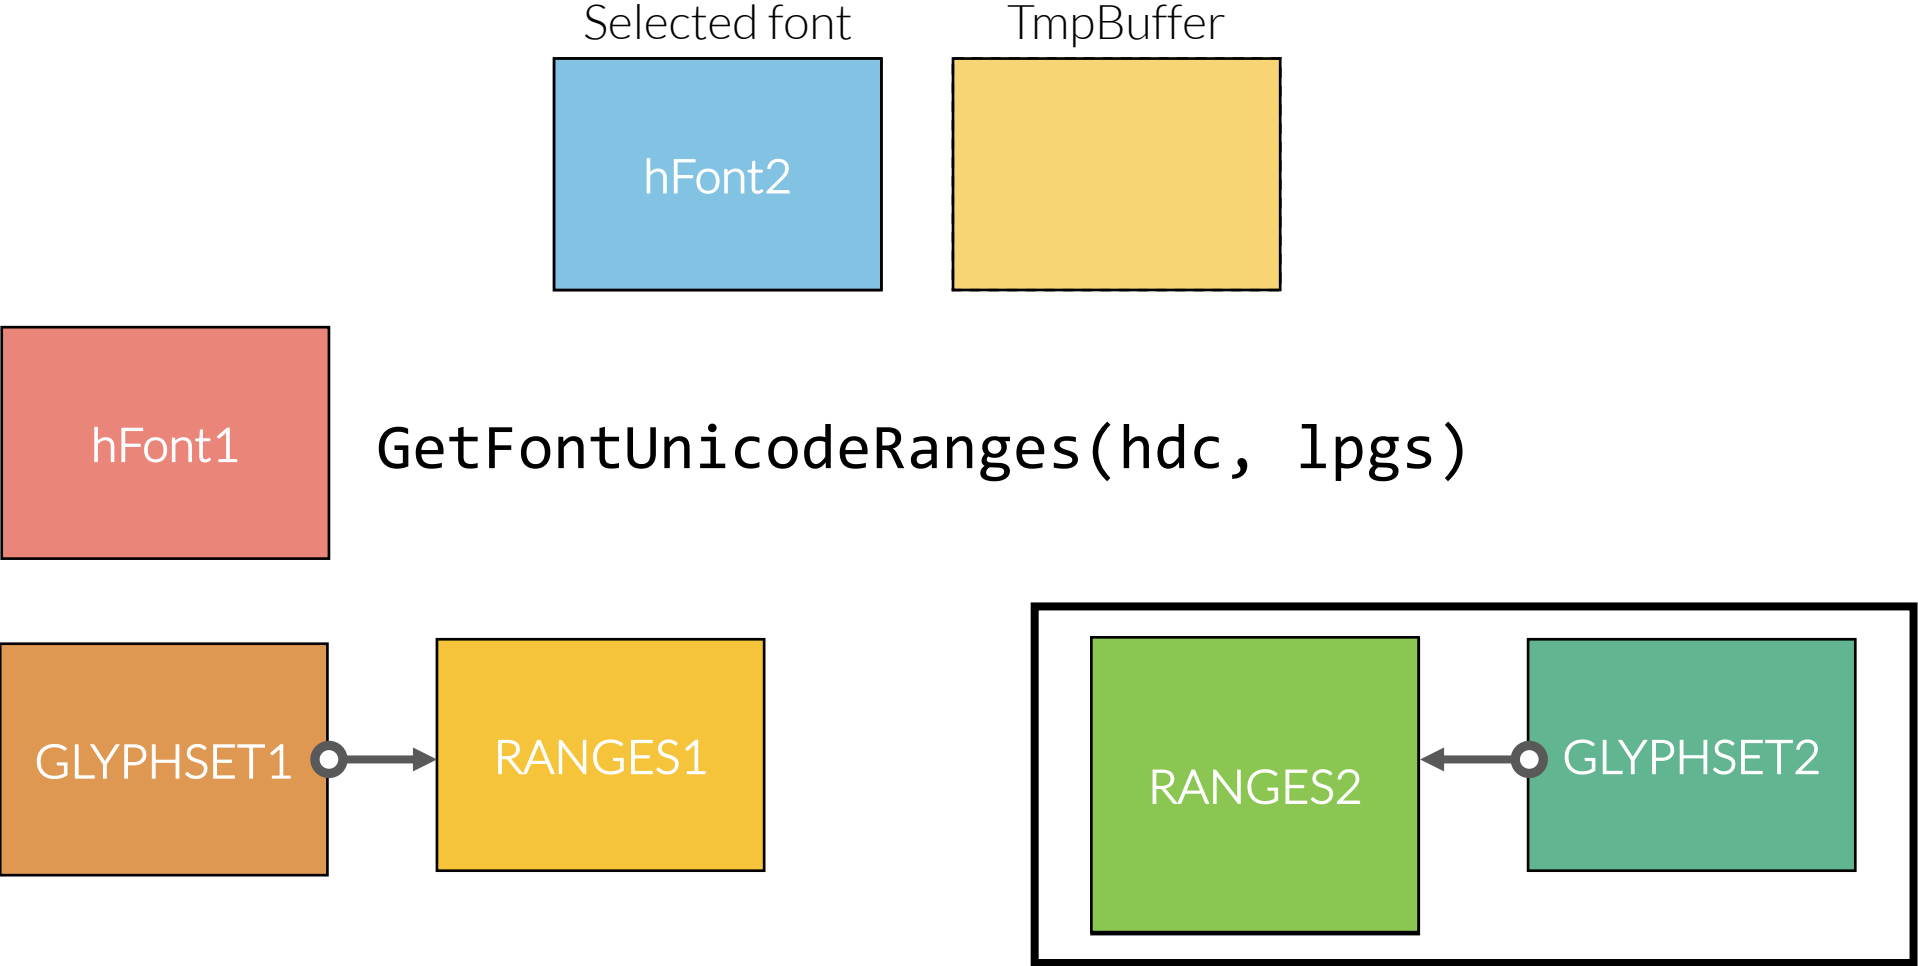 Selected font
TmpBuffer
hFont2
hFont1
GetFontUnicodeRanges(hdc, lpgs)
GLYPHSET1
RANGES1
RANGES2
GLYPHSET2